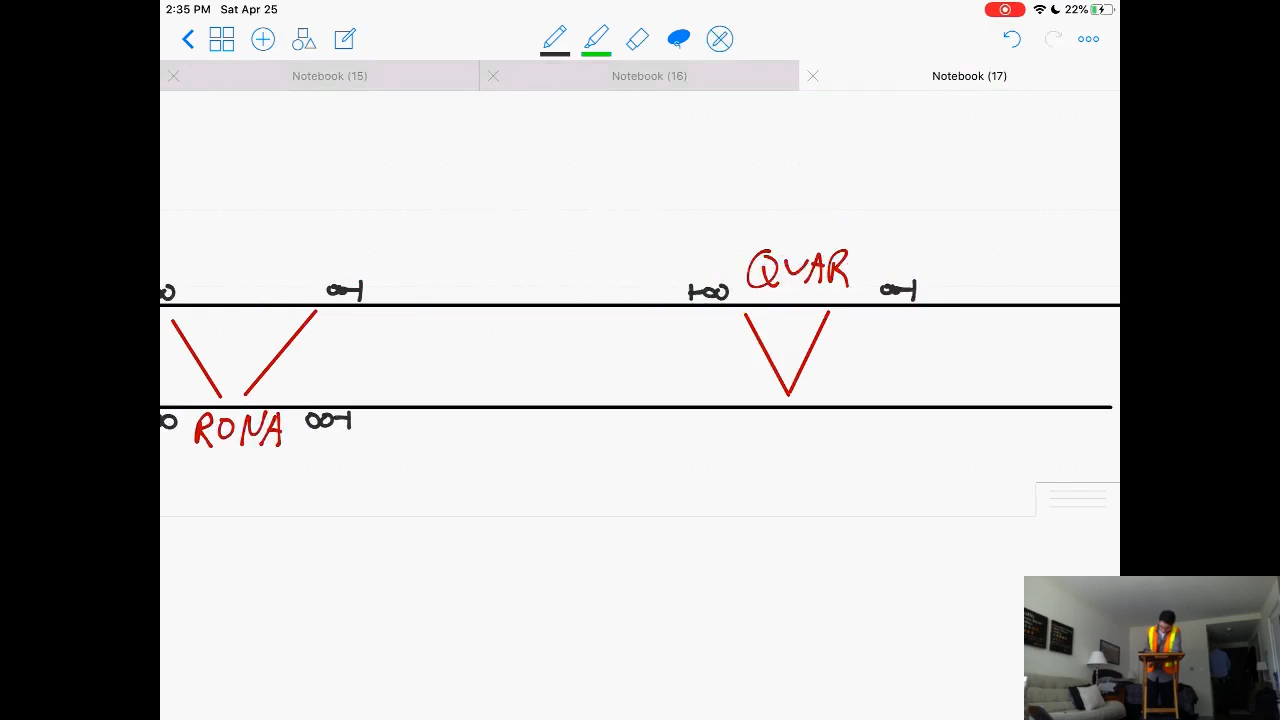 2:35 PM Sat Apr 25
22%
Notebook (15)
Notebook (16)
Notebook (17)
QUAR
RONA